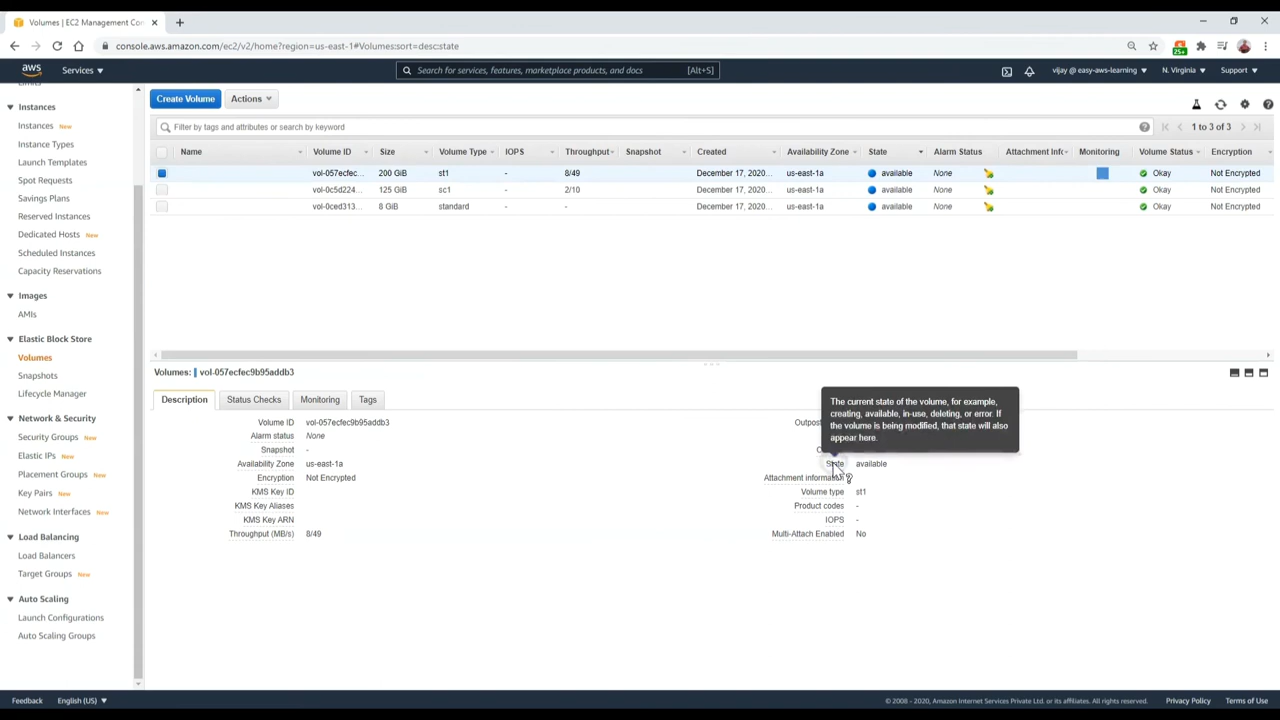 Volumes | EC2 Management Con
console.aws.amazon.com/ec2/v2/home?region=us-east-1#Volumes:sort=desc:state
25+
aws
Services
Search for services, features, marketplace products, and docs
[Alt+S]
vijay @ easy-aws-learning
N. Virginia
Support
Limits
Instances
Instances New
Instance Types
Launch Templates
Spot Requests
Savings Plans
Reserved Instances
Dedicated Hosts New
Scheduled Instances
Capacity Reservations
Images
AMIs
Elastic Block Store
Volumes
Snapshots
Lifecycle Manager
Network & Security
Security Groups New
Elastic IPs New
Placement Groups New
Key Pairs New
Network Interfaces New
Load Balancing
Load Balancers
Target Groups New
Auto Scaling
Launch Configurations
Auto Scaling Groups
Create Volume
Actions
Filter by tags and attributes or search by keyword
1 to 3 of 3
Name Volume ID Size Volume Type IOPS Throughput Snapshot Created Availability Zone State Alarm Status Attachment Info Monitoring Volume Status Encryption
vol-057ecfec... 200 GiB st1 - 8/49 December 17, 2020... us-east-1a available None Okay Not Encrypted
vol-0c5d224... 125 GiB sc1 - 2/10 December 17, 2020... us-east-1a available None Okay Not Encrypted
vol-0ced313... 8 GiB standard - - December 17, 2020... us-east-1a available None Okay Not Encrypted
Volumes: vol-057ecfec9b95addb3
Description
Status Checks
Monitoring
Tags
Volume ID vol-057ecfec9b95addb3
Alarm status None
Snapshot -
Availability Zone us-east-1a
Encryption Not Encrypted
KMS Key ID
KMS Key Aliases
KMS Key ARN
Throughput (MB/s) 8/49
The current state of the volume, for example,
creating, available, in-use, deleting, or error. If
the volume is being modified, that state will also
appear here.
Outpos
State available
Attachment information
Volume type st1
Product codes -
IOPS -
Multi-Attach Enabled No
Feedback
English (US)
© 2008 - 2020, Amazon Internet Services Private Ltd. or its affiliates. All rights reserved.
Privacy Policy
Terms of Use